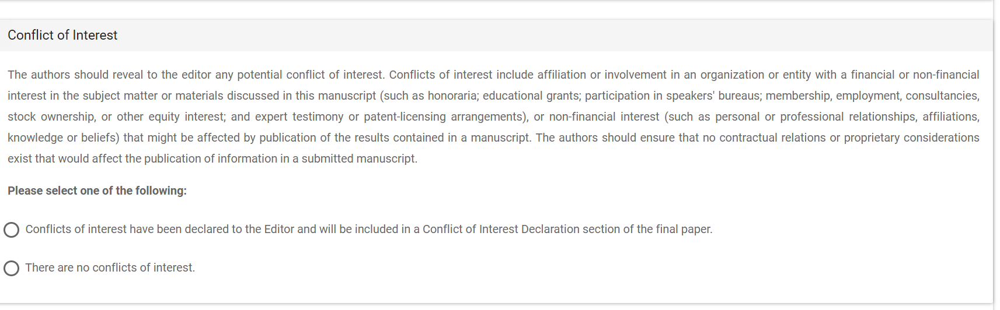 Conflict of Interest
The authors should reveal to the editor any potential conflict of interest. Conflicts of interest include affiliation or involvement in an organization or entity with a financial or non-financial
interest in the subject matter or materials discussed in this manuscript (such as honoraria; educational grants; participation in speakers' bureaus; membership, employment, consultancies,
stock ownership, or other equity interest; and expert testimony or patent-licensing arrangements), or non-financial interest (such as personal or professional relationships, affiliations,
knowledge or beliefs) that might be affected by publication of the results contained in a manuscript. The authors should ensure that no contractual relations or proprietary considerations
exist that would affect the publication of information in a submitted manuscript.
Please select one of the following:
Conflicts of interest have been declared to the Editor and will be included in a Conflict of Interest Declaration section of the final paper.
There are no conflicts of interest.